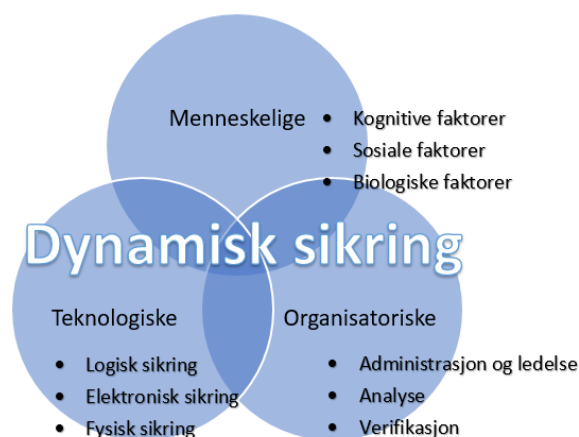 Menneskelige
• Kognitive faktorer
• Sosiale faktorer
• Biologiske faktorer
Dynamisk sikring
Teknologiske
• Logisk sikring
• Elektronisk sikring
• Fysisk sikring
Organisatoriske
• Administrasjon og ledelse
• Analyse
• Verifikasjon